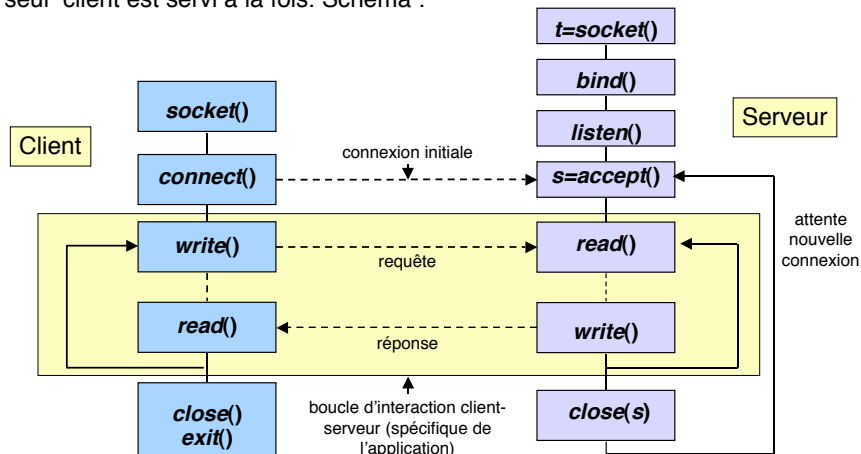 seul client est servi à la fois. Schéma :
t=socket()
bind()
listen()
Serveur
socket()
Client
connexion initiale
connect()
s=accept()
attente
nouvelle
connexion
write()
read()
requête
read()
write()
réponse
close()
exit()
boucle d'interaction client-
serveur (spécifique de
l'application)
close(s)